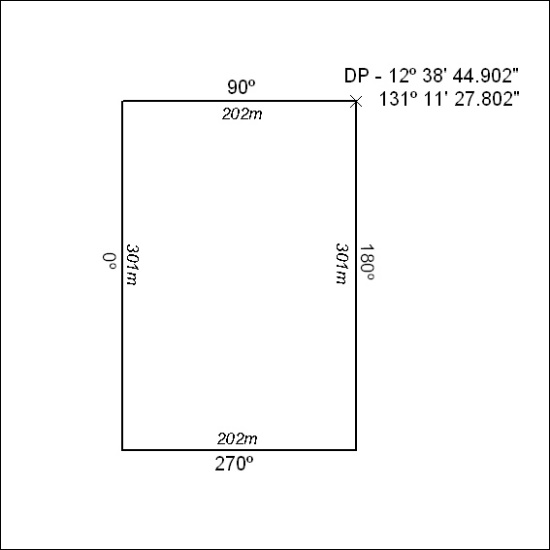 DP - 12º 38' 44.902"
131º 11' 27.802"
90º
202m
0º
301m
301m
180º
202m
270º